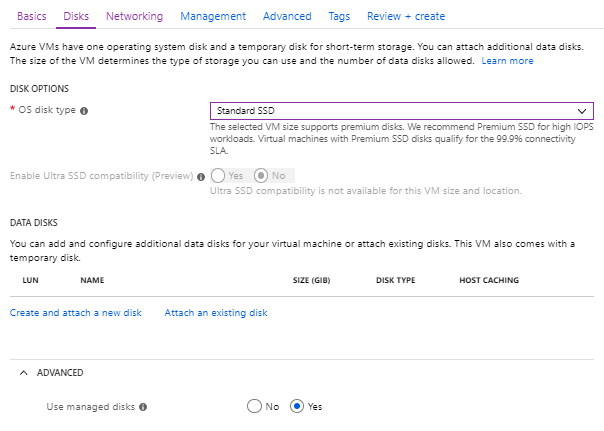 Basics Disks Networking Management Advanced Tags Review + create
Azure VMs have one operating system disk and a temporary disk for short-term storage. You can attach additional data disks.
The size of the VM determines the type of storage you can use and the number of data disks allowed. Learn more
DISK OPTIONS
* OS disk type
Standard SSD
The selected VM size supports premium disks. We recommend Premium SSD for high IOPS
workloads. Virtual machines with Premium SSD disks qualify for the 99.9% connectivity
SLA.
Enable Ultra SSD compatibility (Preview) Yes No
Ultra SSD compatibility is not available for this VM size and location.
DATA DISKS
You can add and configure additional data disks for your virtual machine or attach existing disks. This VM also comes with a
temporary disk.
LUN NAME SIZE (GIB) DISK TYPE HOST CACHING
Create and attach a new disk Attach an existing disk
ADVANCED
Use managed disks No Yes